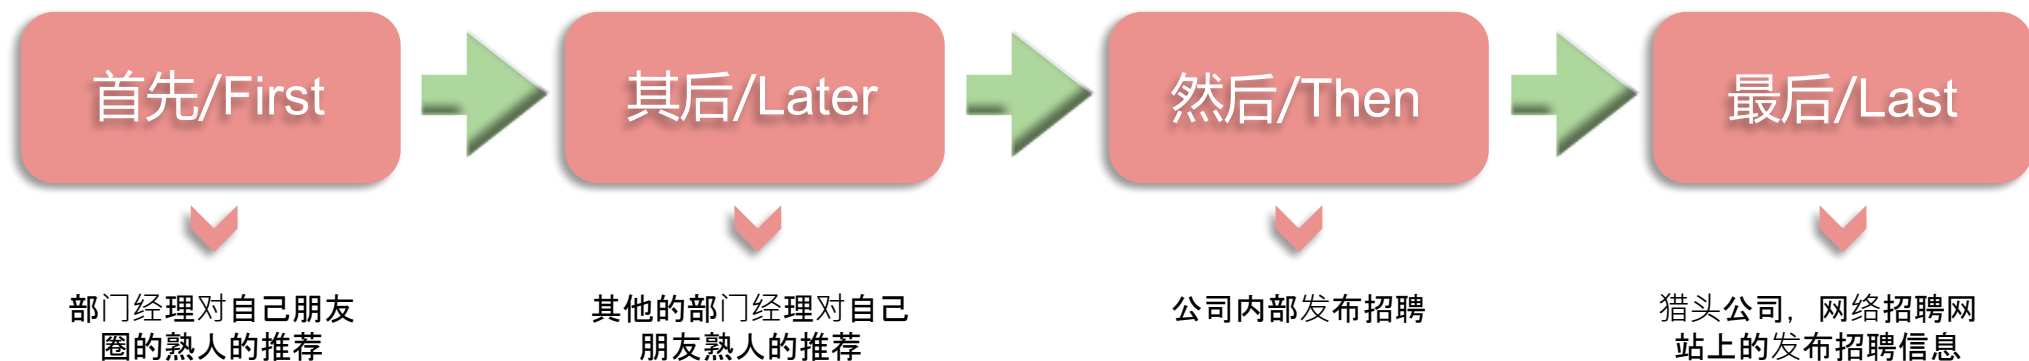 首先/First
其后/Later
然后/Then
最后/Last
部门经理对自己朋友
圈的熟人的推荐
其他的部门经理对自己
朋友熟人的推荐
公司内部发布招聘
猎头公司，网络招聘网
站上的发布招聘信息